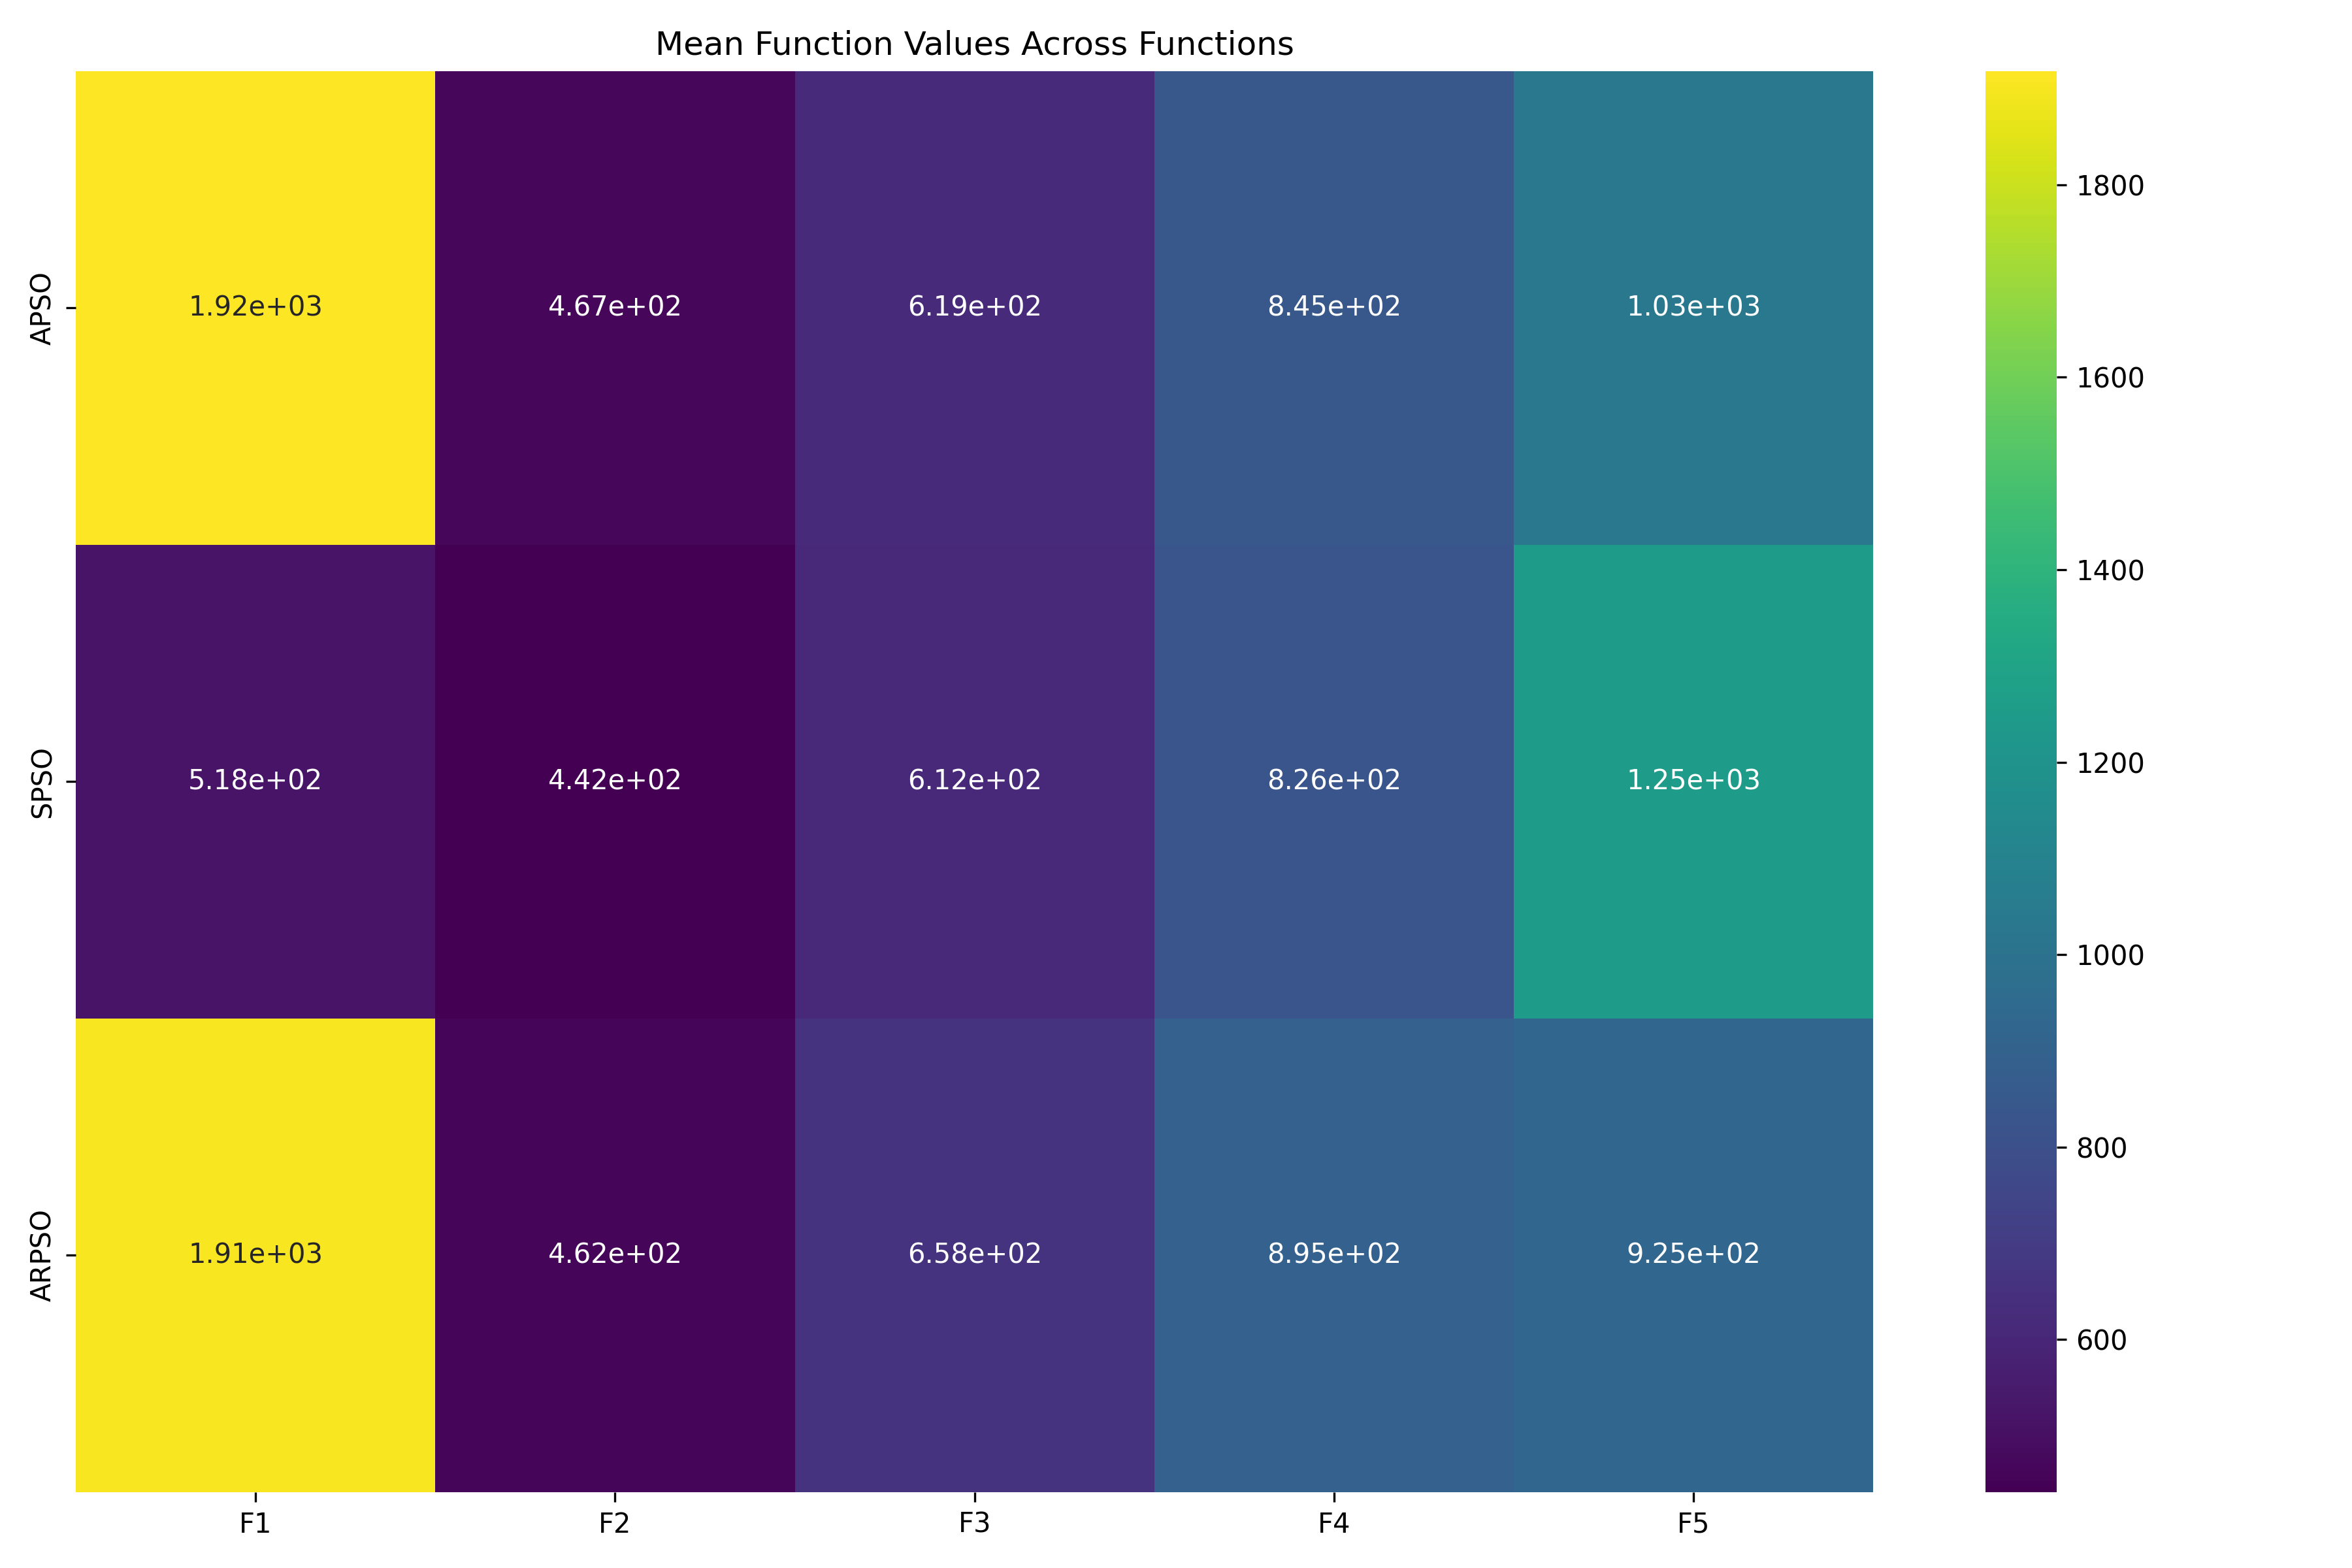 Mean Function Values Across Functions
APSO
1.92e+03 4.67e+02 6.19e+02 8.45e+02 1.03e+03
SPSO
5.18e+02 4.42e+02 6.12e+02 8.26e+02 1.25e+03
ARPSO
1.91e+03 4.62e+02 6.58e+02 8.95e+02 9.25e+02
F1 F2 F3 F4 F5
1800
1600
1400
1200
1000
800
600